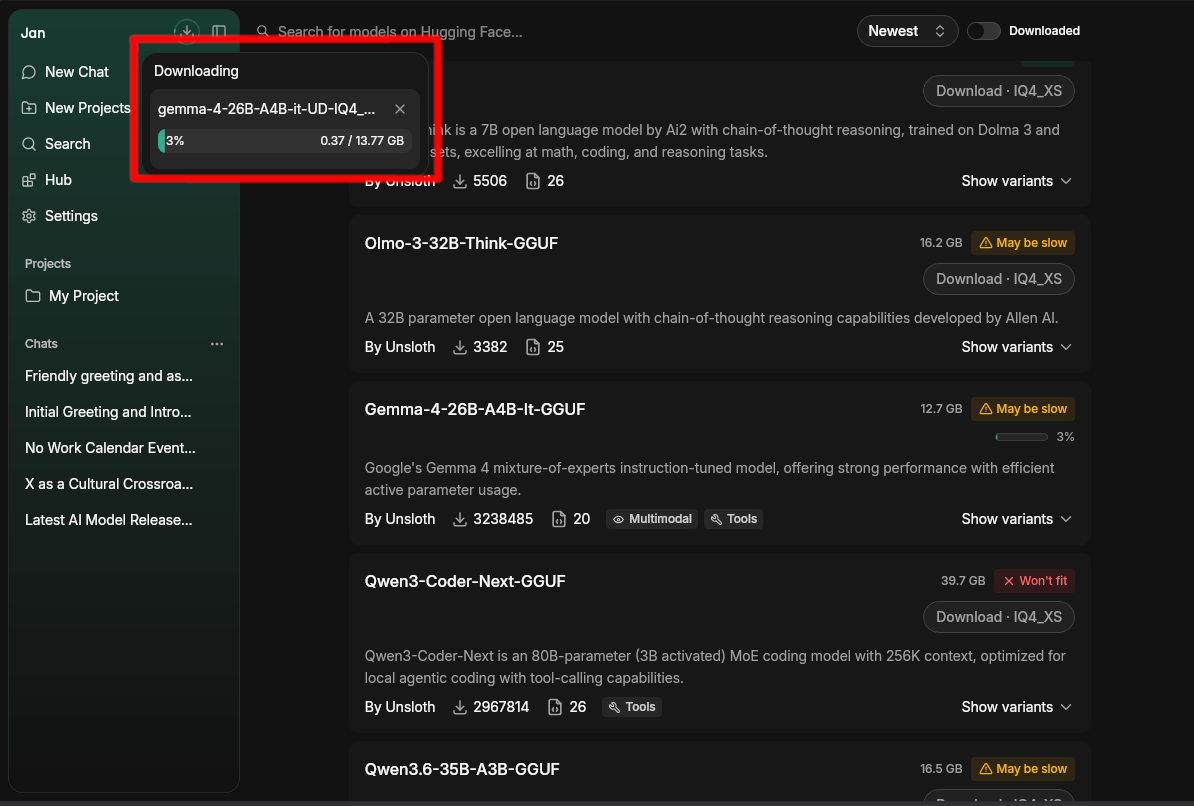 Jan
Search for models on Hugging Face...
Newest
Downloaded
New Chat
New Projects
Search
Hub
Settings
Projects
My Project
Chats
Friendly greeting and as...
Initial Greeting and Intro...
No Work Calendar Event...
X as a Cultural Crossroa...
Latest AI Model Release...
Downloading
gemma-4-26B-A4B-it-UD-IQ4_...
3%
0.37 / 13.77 GB
Download · IQ4_XS
is a 7B open language model by Ai2 with chain-of-thought reasoning, trained on Dolma 3 and
excelling at math, coding, and reasoning tasks.
By Unsloth
5506
26
Show variants
Olmo-3-32B-Think-GGUF
16.2 GB
May be slow
Download · IQ4_XS
A 32B parameter open language model with chain-of-thought reasoning capabilities developed by Allen AI.
By Unsloth
3382
25
Show variants
Gemma-4-26B-A4B-It-GGUF
12.7 GB
May be slow
3%
Google's Gemma 4 mixture-of-experts instruction-tuned model, offering strong performance with efficient
active parameter usage.
By Unsloth
3238485
20
Multimodal
Tools
Show variants
Qwen3-Coder-Next-GGUF
39.7 GB
Won't fit
Download · IQ4_XS
Qwen3-Coder-Next is an 80B-parameter (3B activated) MoE coding model with 256K context, optimized for
local agentic coding with tool-calling capabilities.
By Unsloth
2967814
26
Tools
Show variants
Qwen3.6-35B-A3B-GGUF
16.5 GB
May be slow